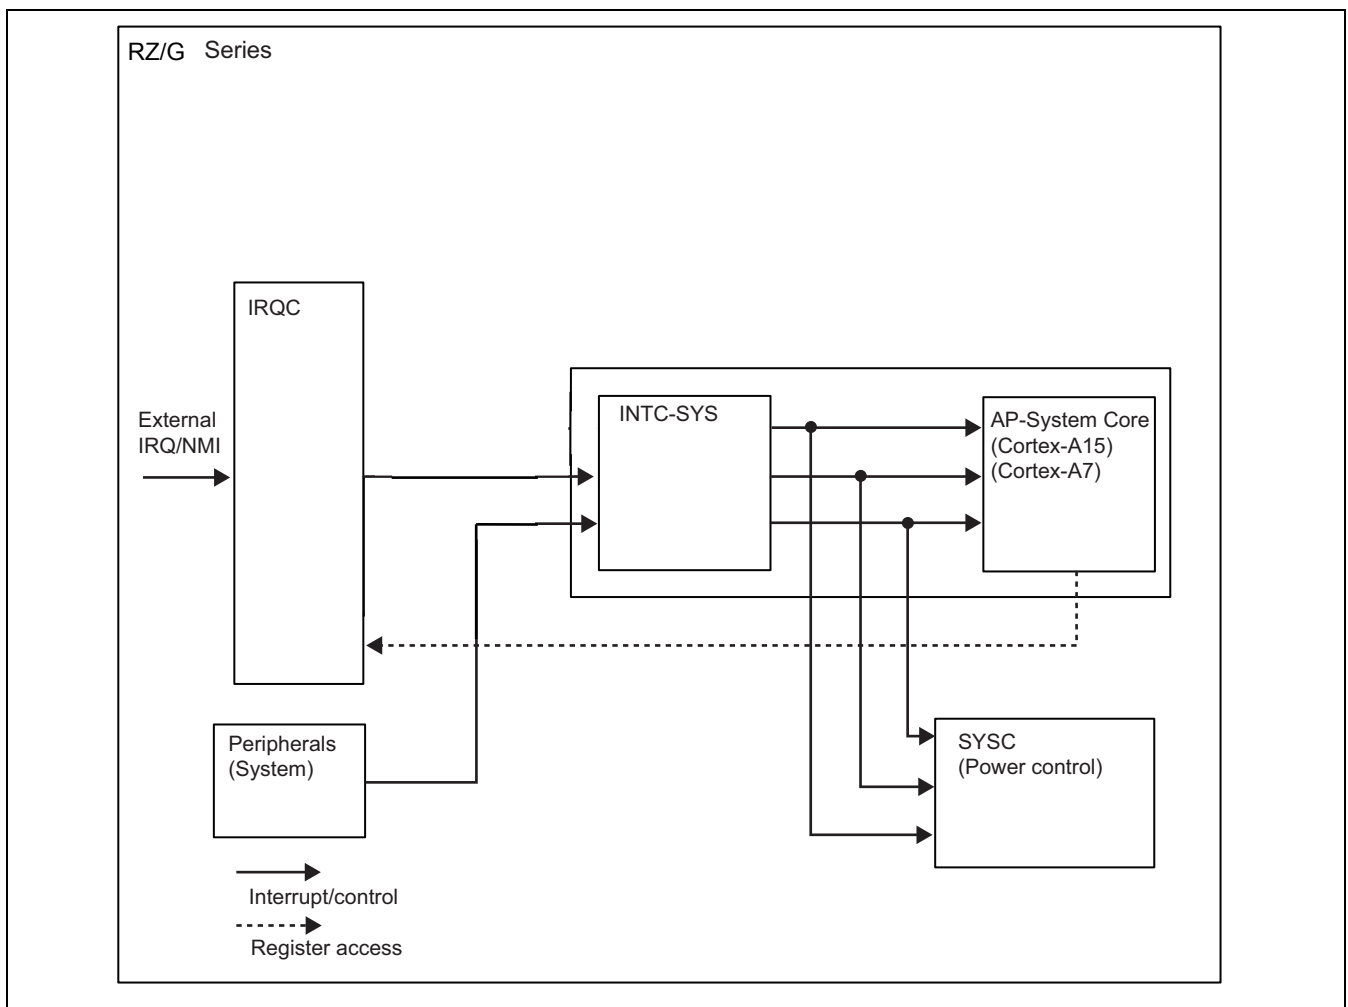 RZ/G Series
IRQC
External
IRQ/NMI
INTC-SYS
AP-System Core
(Cortex-A15)
(Cortex-A7)
Peripherals
(System)
SYSC
(Power control)
Interrupt/control
Register access